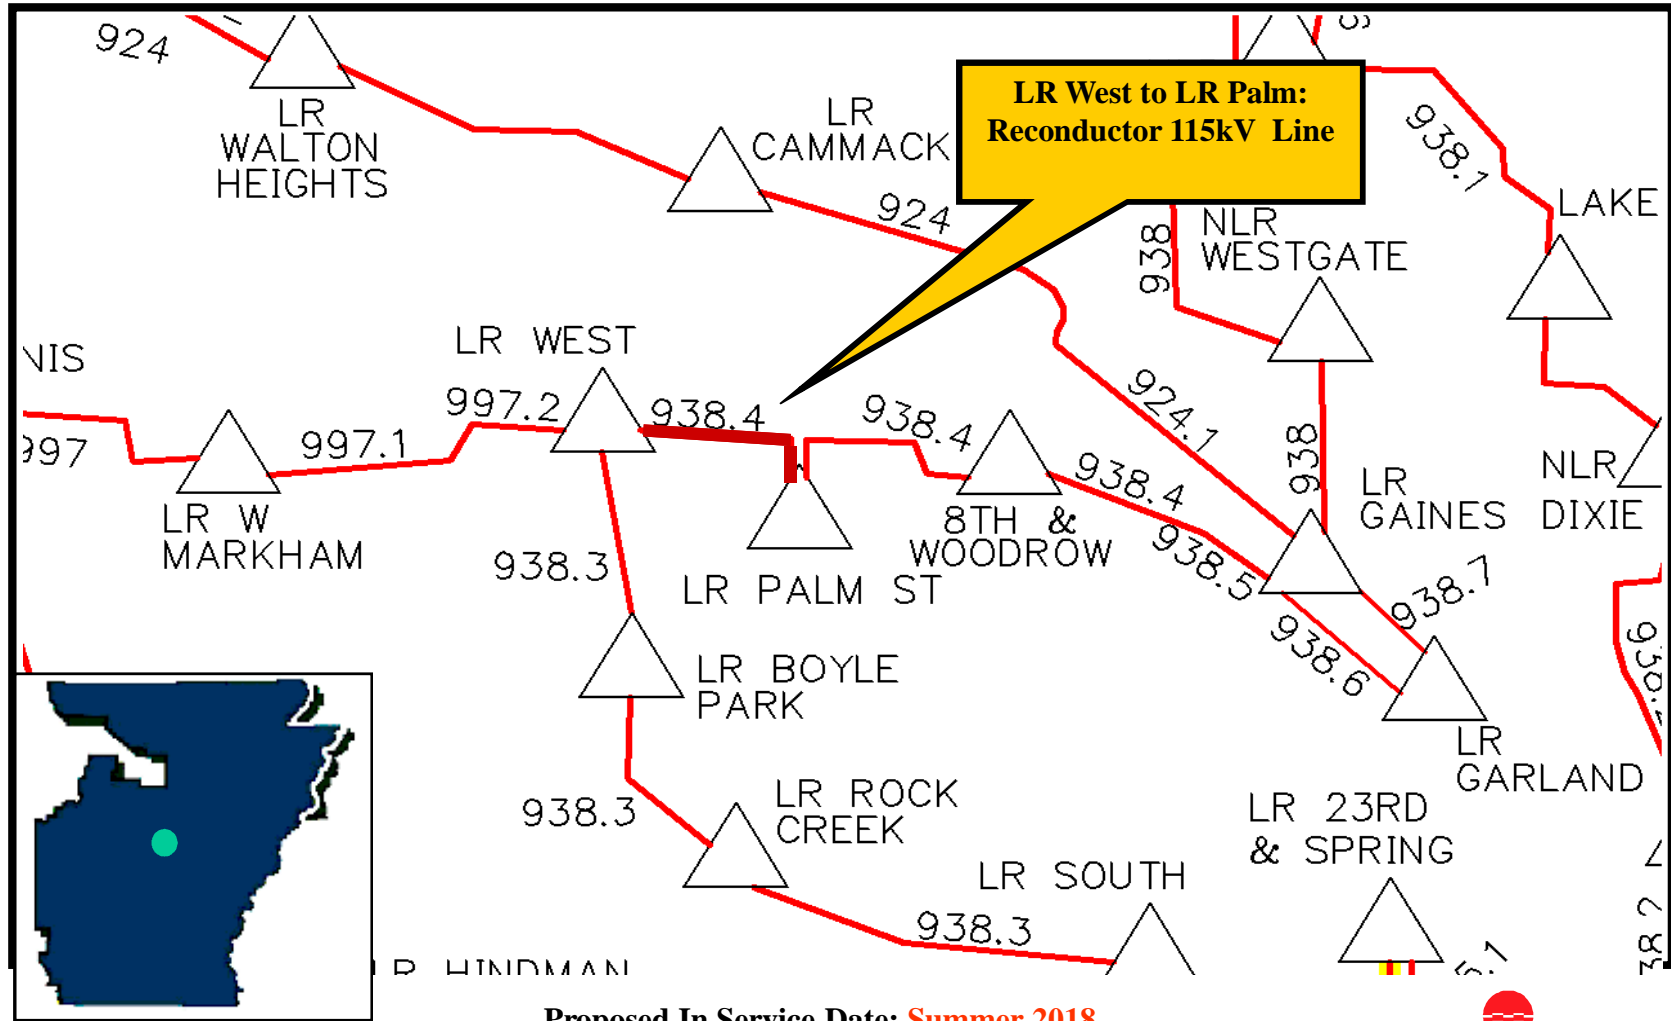 924
LR
WALTON
HEIGHTS
LR
CAMMACK
LR West to LR Palm:
Reconductor 115kV Line
938.1
LAKE
924
938
NLR
WESTGATE
NIS
LR WEST
997
997.1
997.2
938.4
938.4
924.1
938
LR W
MARKHAM
938.4
8TH &
WOODROW
938.5
LR
GAINES
NLR
DIXIE
938.3
LR PALM ST
938.7
938.6
LR BOYLE
PARK
LR
GARLAND
938.3
LR ROCK
CREEK
LR 23RD
& SPRING
LR SOUTH
938.3
LR HINDMAN
Proposed In Service Date: Summer 2018